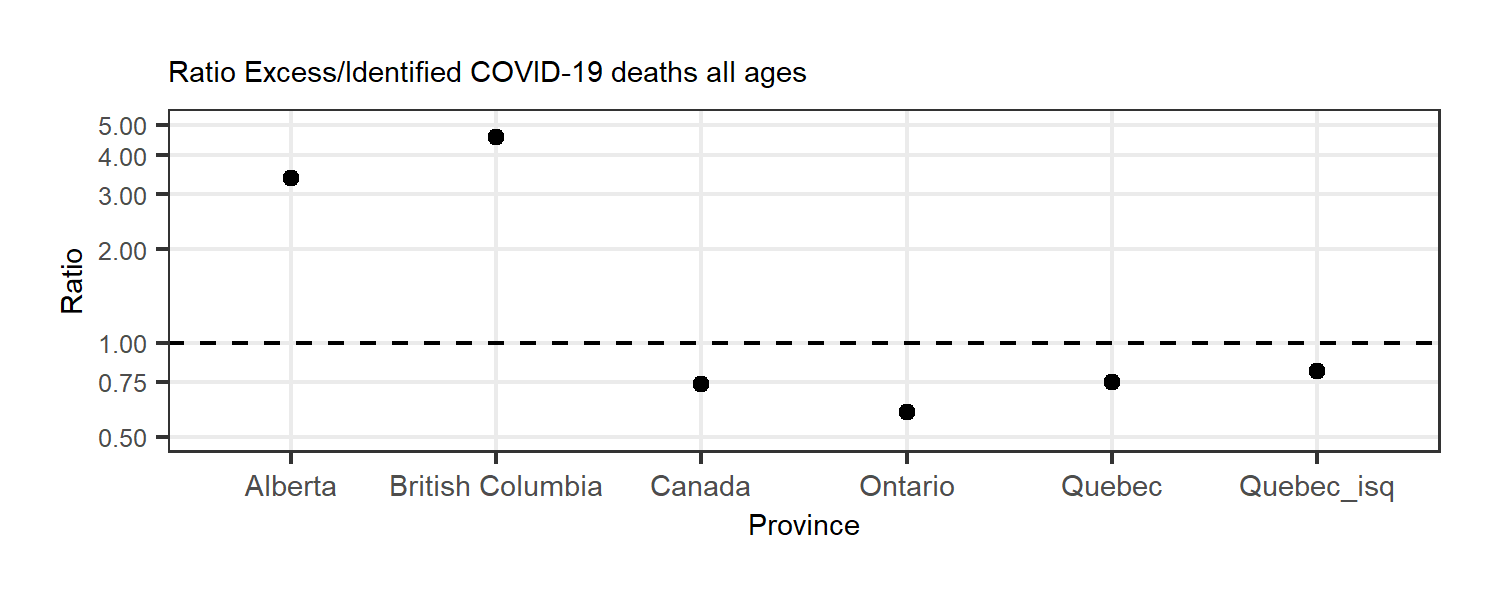 Ratio Excess/Identified COVID-19 deaths all ages
5.00
4.00
3.00
2.00
1.00
0.75
0.50
Ratio
Alberta British Columbia Canada Ontario Quebec Quebec_isq
Province